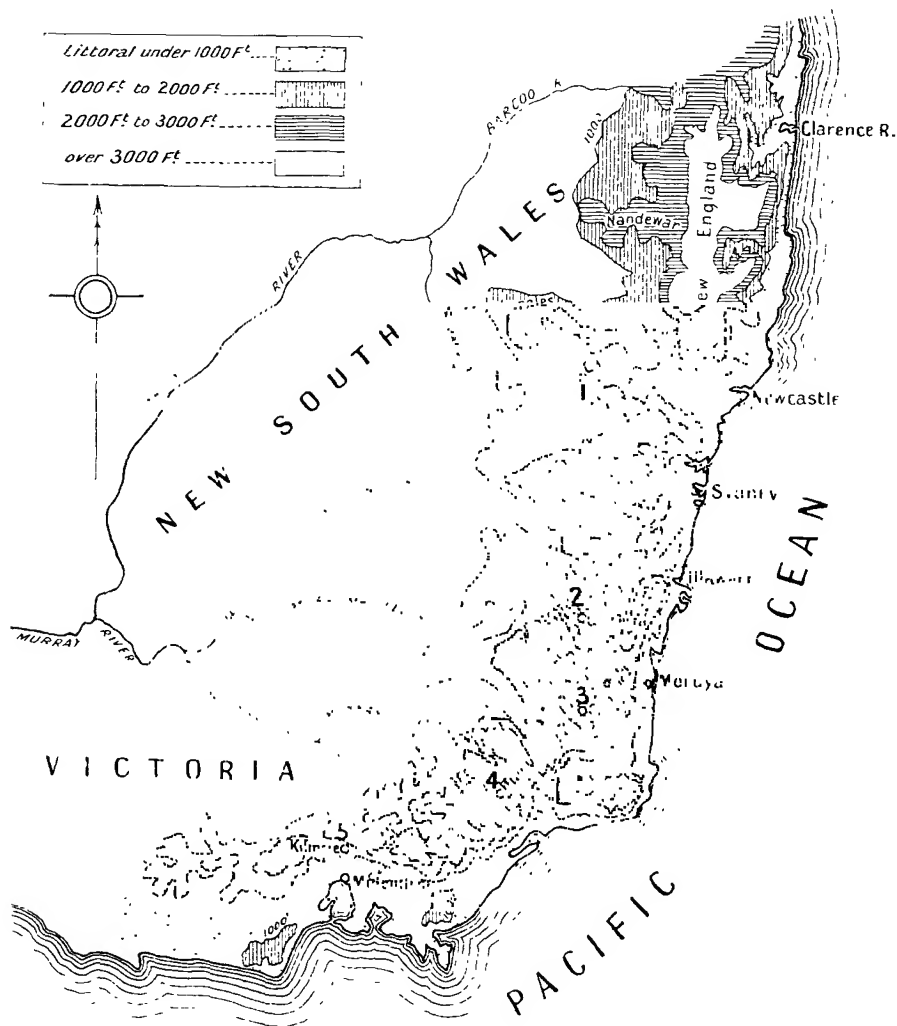 Littoral under 1000 Fᵗ
1000 Fᵗ to 2000 Fᵗ
2000 Fᵗ to 3000 Fᵗ
over 3000 Fᵗ
BARCOO R
1000'
Clarence R.
New England
Nandewar
RIVER
NEW SOUTH WALES
1
Newcastle
OCEAN
2
MURRAY RIVER
3
VICTORIA
4
5
1000'
PACIFIC